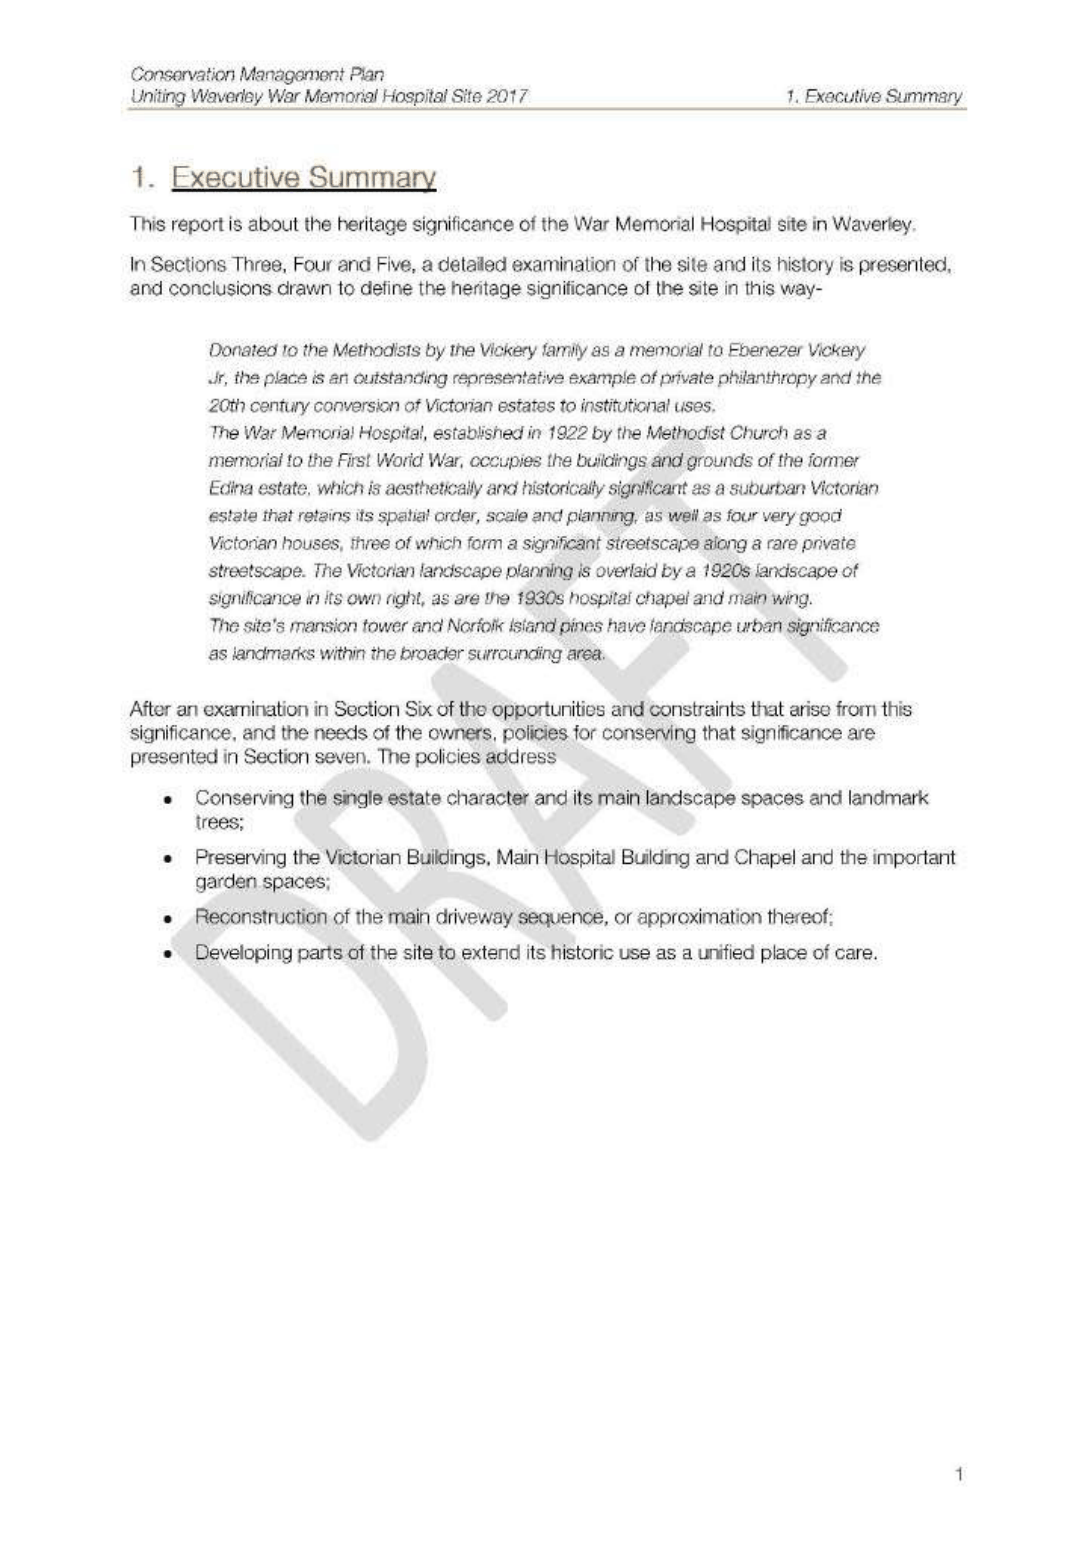 Conservation Management Plan
Uniting Waverley War Memorial Hospital Site 2017
1. Executive Summary
1. Executive Summary
This report is about the heritage significance of the War Memorial Hospital site in Waverley.
In Sections Three, Four and Five, a detailed examination of the site and its history is presented,
and conclusions drawn to define the heritage significance of the site in this way-
Donated to the Methodists by the Vickery family as a memorial to Ebenezer Vickery
Jr, the place is an outstanding representative example of private philanthropy and the
20th century conversion of Victorian estates to institutional uses.
The War Memorial Hospital, established in 1922 by the Methodist Church as a
memorial to the First World War, occupies the buildings and grounds of the former
Edina estate, which is aesthetically and historically significant as a suburban Victorian
estate that retains its spatial order, scale and planning, as well as four very good
Victorian houses, three of which form a significant streetscape along a rare private
streetscape. The Victorian landscape planning is overlaid by a 1920s landscape of
significance in its own right, as are the 1930s hospital chapel and main wing.
The site's mansion tower and Norfolk Island pines have landscape urban significance
as landmarks within the broader surrounding area.
After an examination in Section Six of the opportunities and constraints that arise from this
significance, and the needs of the owners, policies for conserving that significance are
presented in Section seven. The policies address
• Conserving the single estate character and its main landscape spaces and landmark
trees;
• Preserving the Victorian Buildings, Main Hospital Building and Chapel and the important
garden spaces;
• Reconstruction of the main driveway sequence, or approximation thereof;
• Developing parts of the site to extend its historic use as a unified place of care.
DRAFT
1